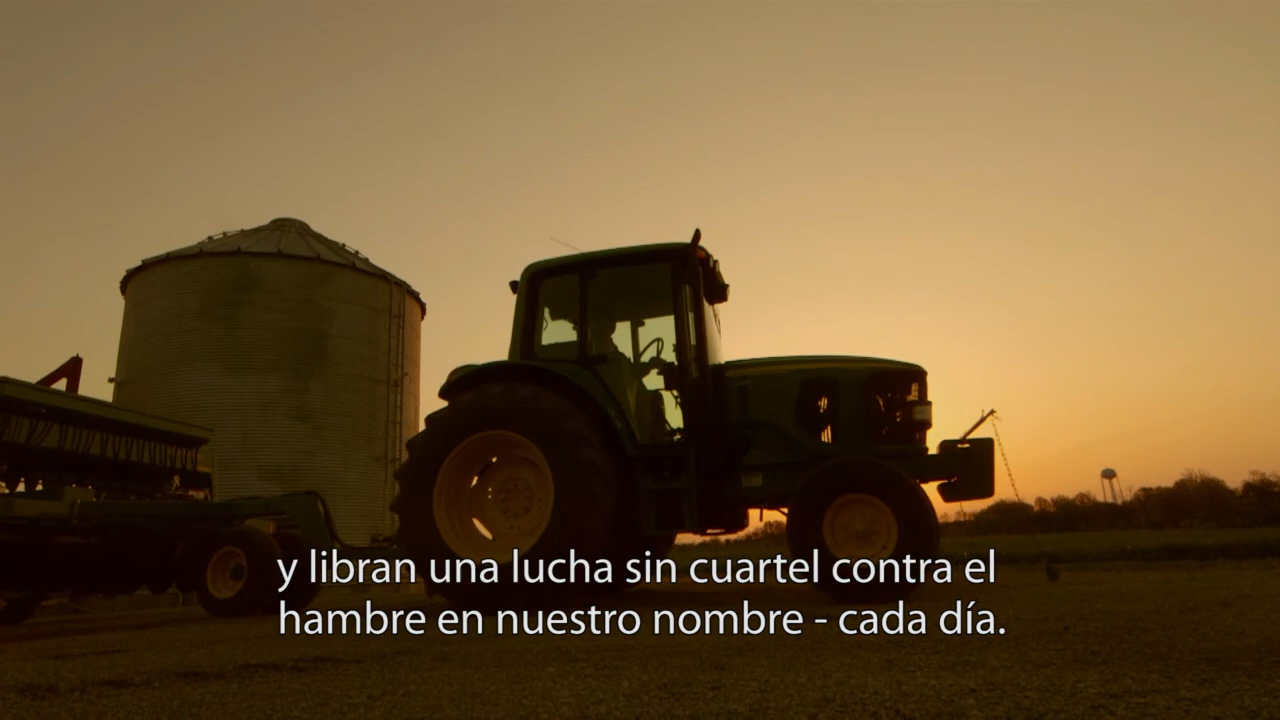 y libran una lucha sin cuartel contra el
hambre en nuestro nombre - cada día.